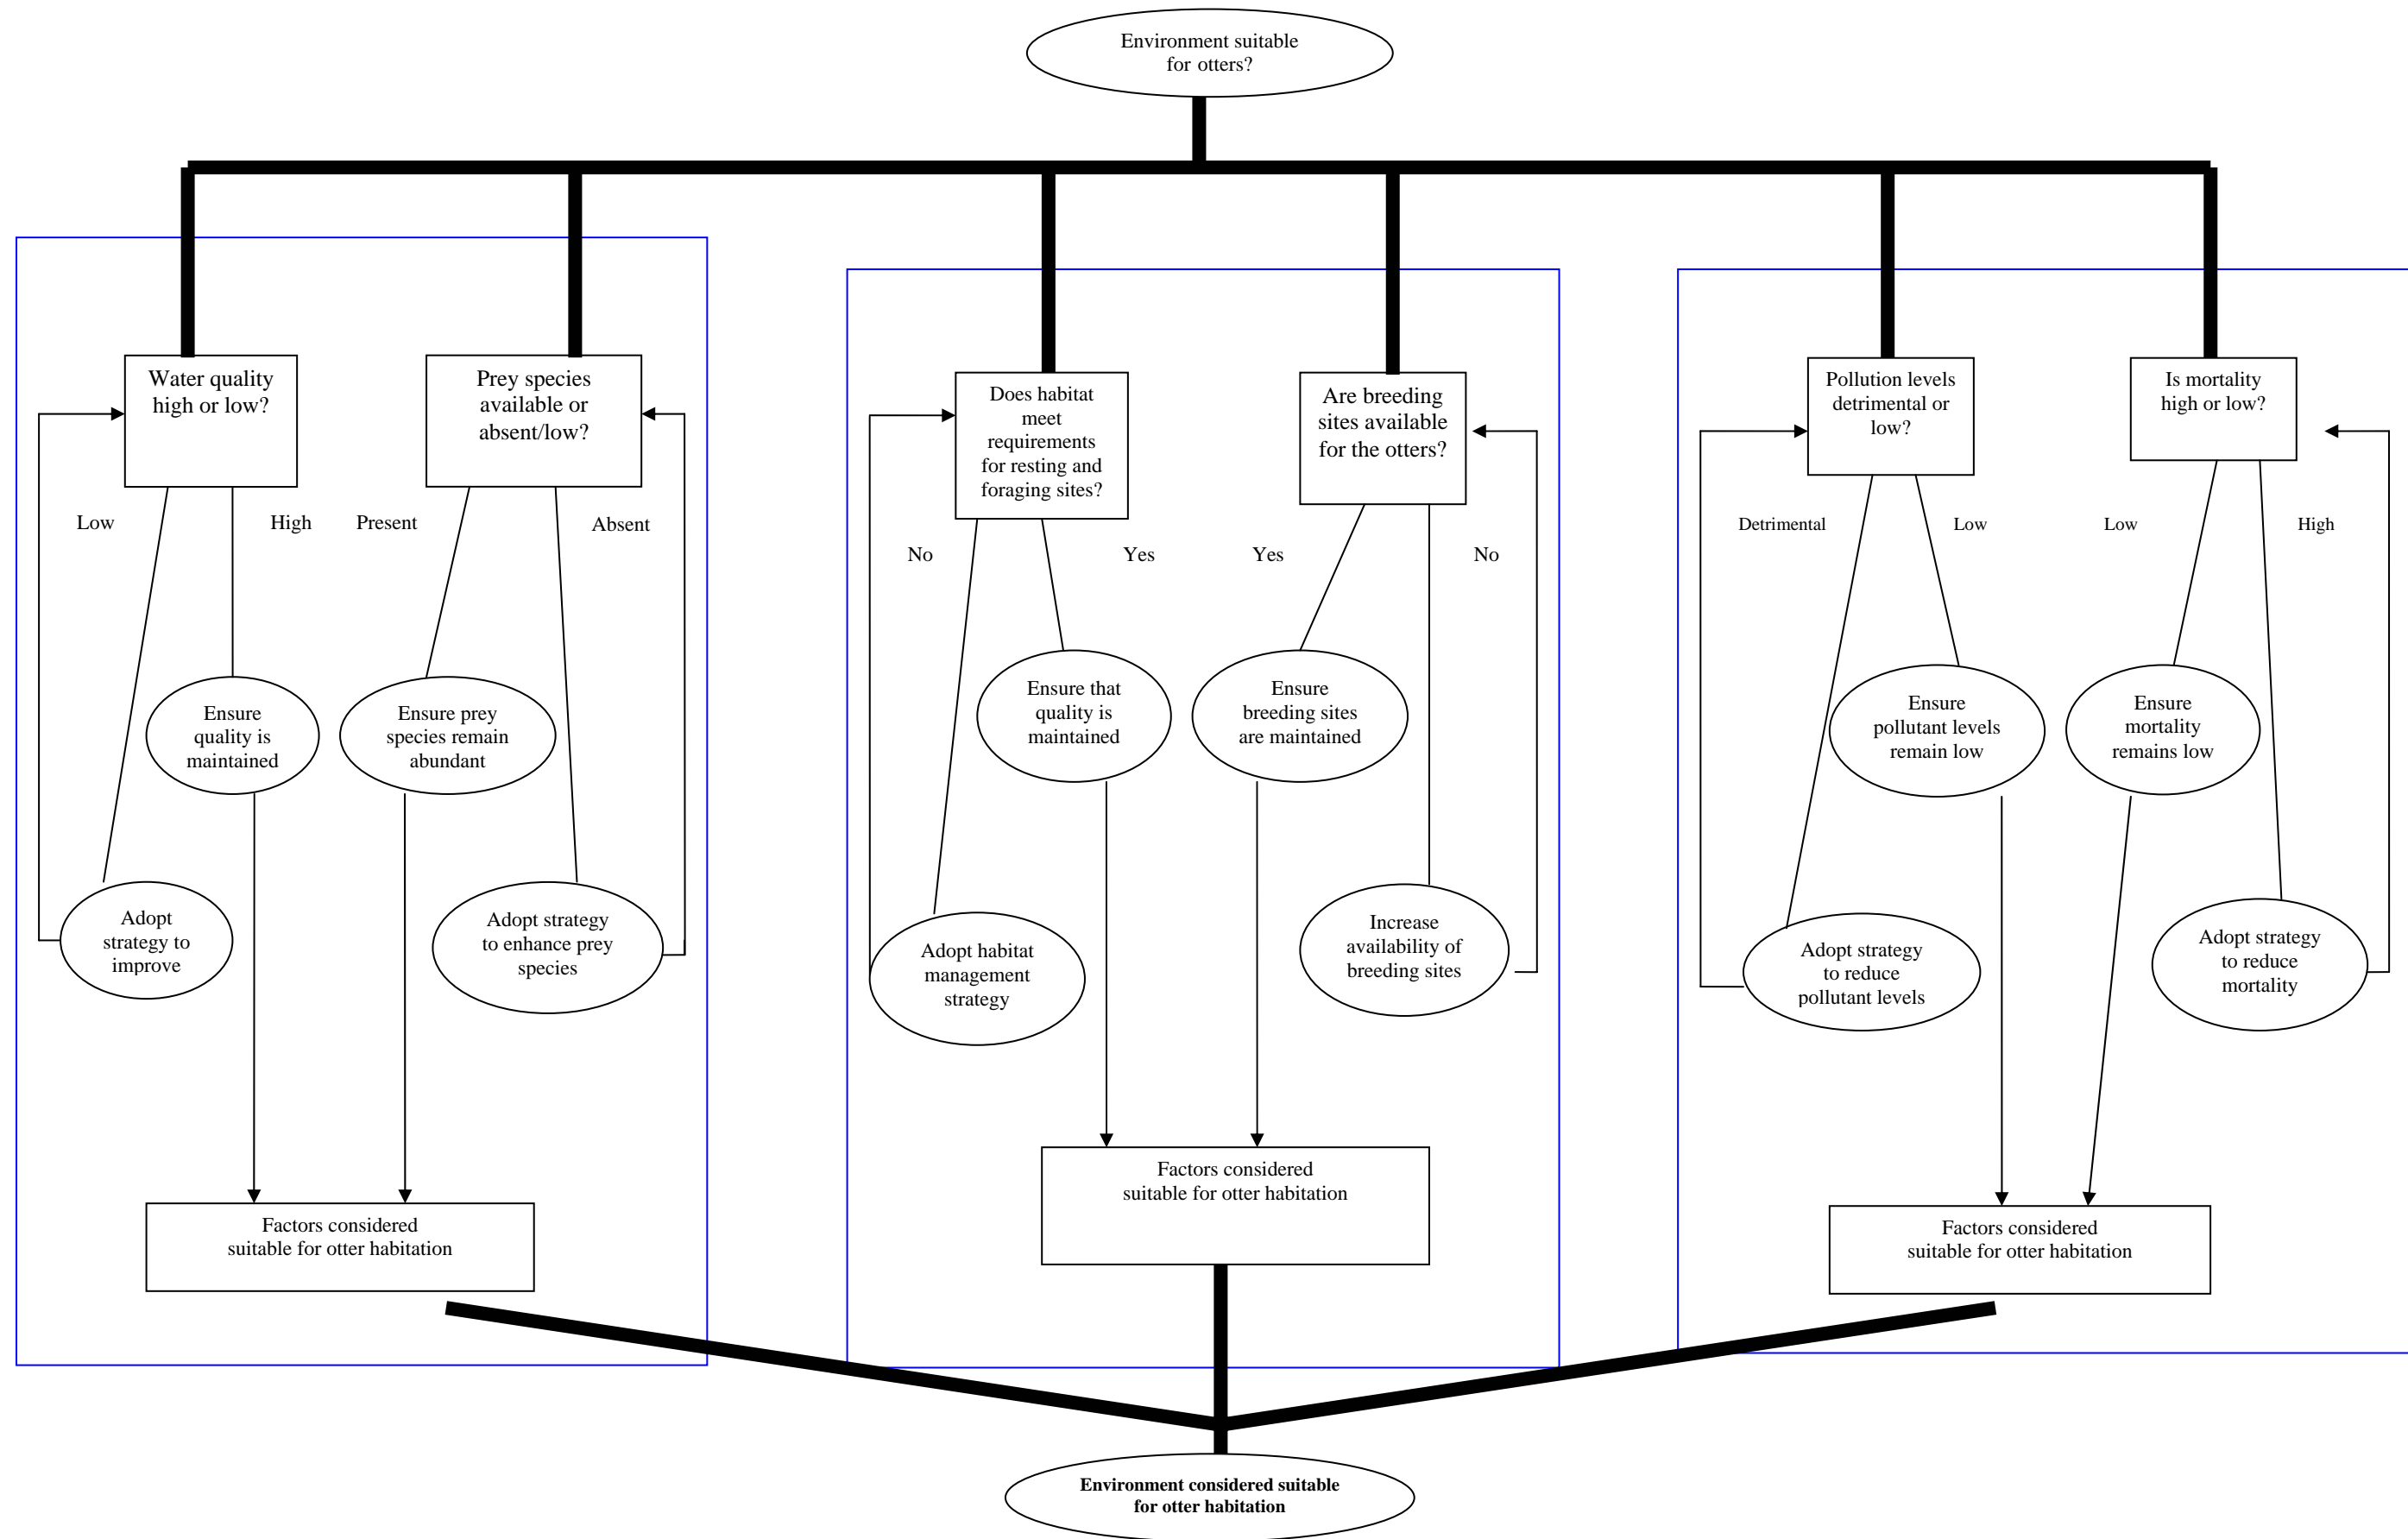 Environment suitable
for otters?
Water quality
high or low?
Prey species
available or
absent/low?
Does habitat
meet
requirements
for resting and
foraging sites?
Are breeding
sites available
for the otters?
Pollution levels
detrimental or
low?
Is mortality
high or low?
Low
High
Present
Absent
No
Yes
Yes
No
Detrimental
Low
Low
High
Ensure
quality is
maintained
Ensure prey
species remain
abundant
Ensure that
quality is
maintained
Ensure
breeding sites
are maintained
Ensure
pollutant levels
remain low
Ensure
mortality
remains low
Adopt
strategy to
improve
Adopt strategy
to enhance prey
species
Adopt habitat
management
strategy
Increase
availability of
breeding sites
Adopt strategy
to reduce
pollutant levels
Adopt strategy
to reduce
mortality
Factors considered
suitable for otter habitation
Factors considered
suitable for otter habitation
Factors considered
suitable for otter habitation
Environment considered suitable
for otter habitation